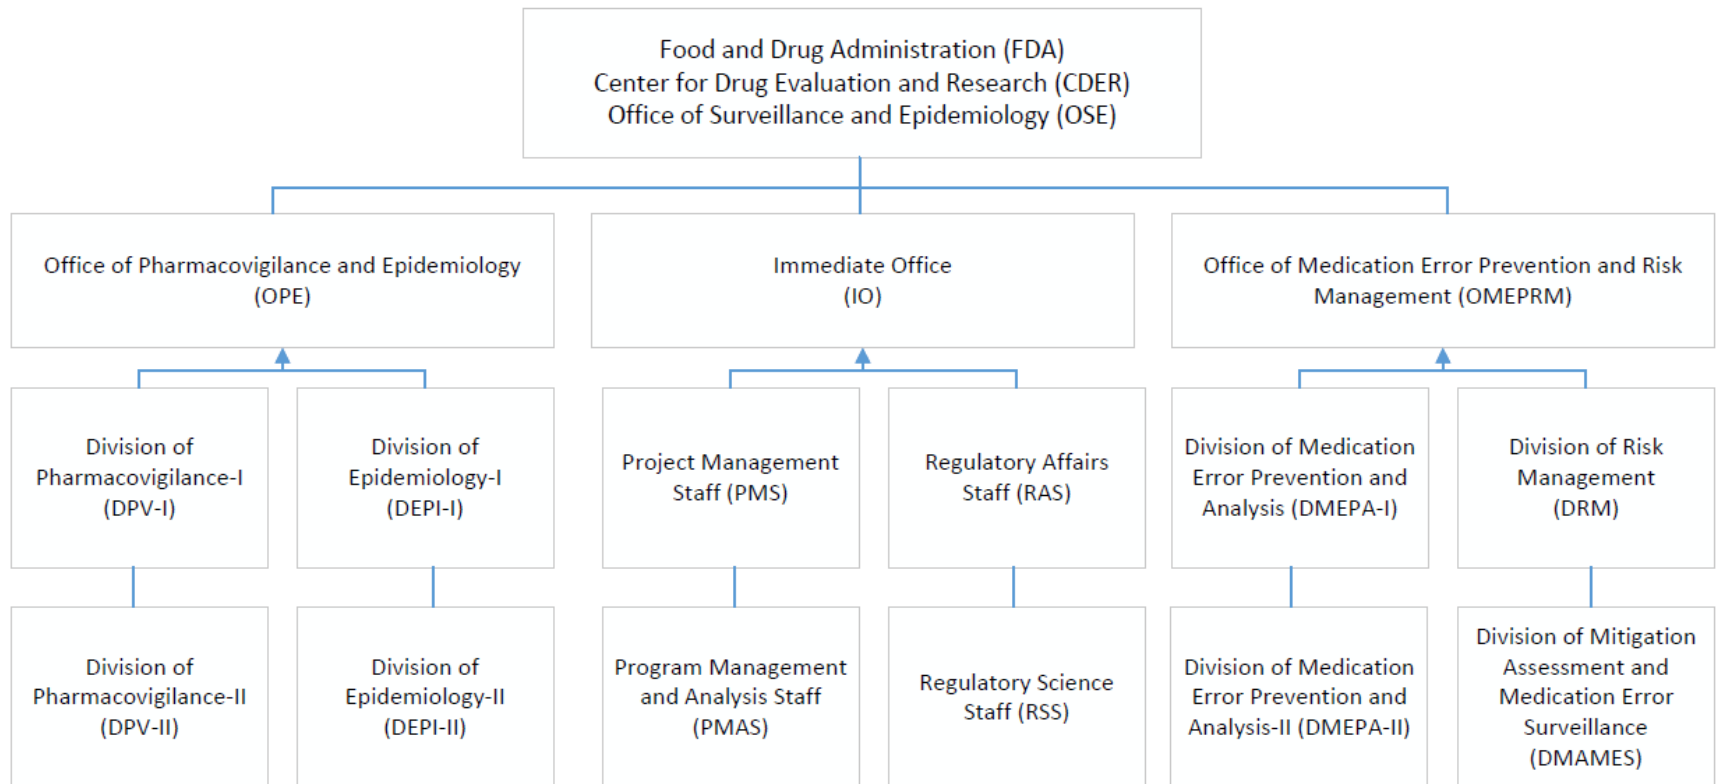 Food and Drug Administration (FDA)
Center for Drug Evaluation and Research (CDER)
Office of Surveillance and Epidemiology (OSE)
Office of Pharmacovigilance and Epidemiology
(OPE)
Immediate Office
(IO)
Office of Medication Error Prevention and Risk
Management (OMEPRM)
Division of
Pharmacovigilance-I
(DPV-I)
Division of
Epidemiology-I
(DEPI-I)
Project Management
Staff (PMS)
Regulatory Affairs
Staff (RAS)
Division of Medication
Error Prevention and
Analysis (DMEPA-I)
Division of Risk
Management
(DRM)
Division of
Pharmacovigilance-II
(DPV-II)
Division of
Epidemiology-II
(DEPI-II)
Program Management
and Analysis Staff
(PMAS)
Regulatory Science
Staff (RSS)
Division of Medication
Error Prevention and
Analysis-II (DMEPA-II)
Division of Mitigation
Assessment and
Medication Error
Surveillance
(DMAMES)